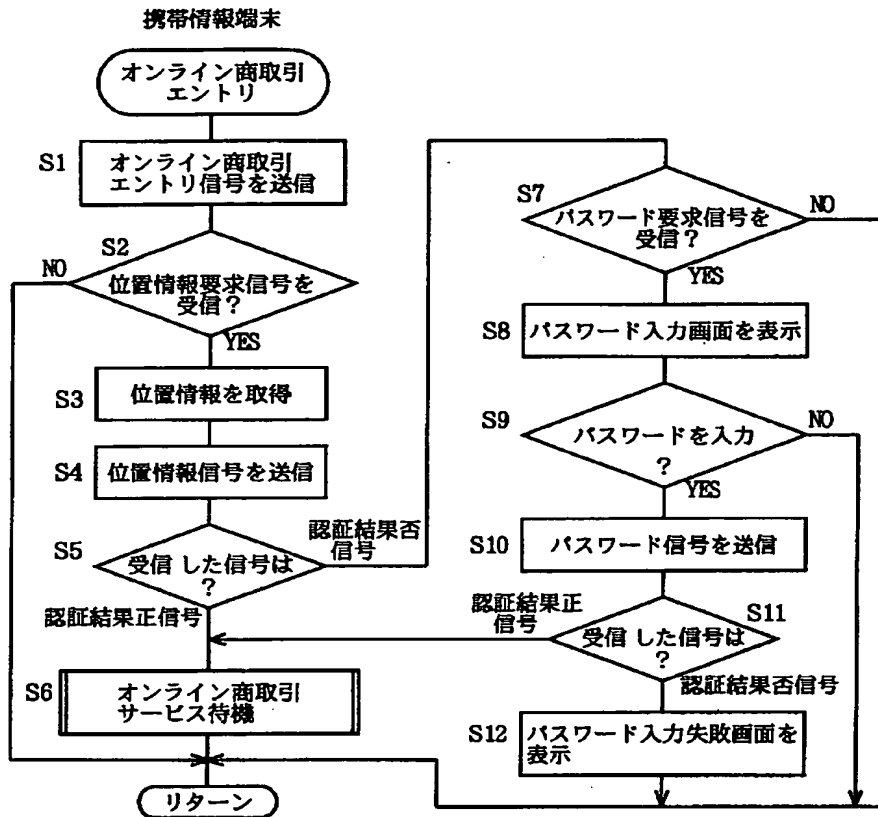 携帯情報端末
オンライン商取引
エントリ
S1
オンライン商取引
エントリ信号を送信
S2
NO
位置情報要求信号を
受信?
YES
S3
位置情報を取得
S4
位置情報信号を送信
S5
受信した信号は
?
認証結果否
信号
認証結果正信号
S6
オンライン商取引
サービス待機
リターン
S7
パスワード要求信号を
受信?
NO
YES
S8
パスワード入力画面を表示
S9
パスワードを入力
?
NO
YES
S10
パスワード信号を送信
認証結果正
信号
S11
受信した信号は
?
認証結果否信号
S12
パスワード入力失敗画面を
表示